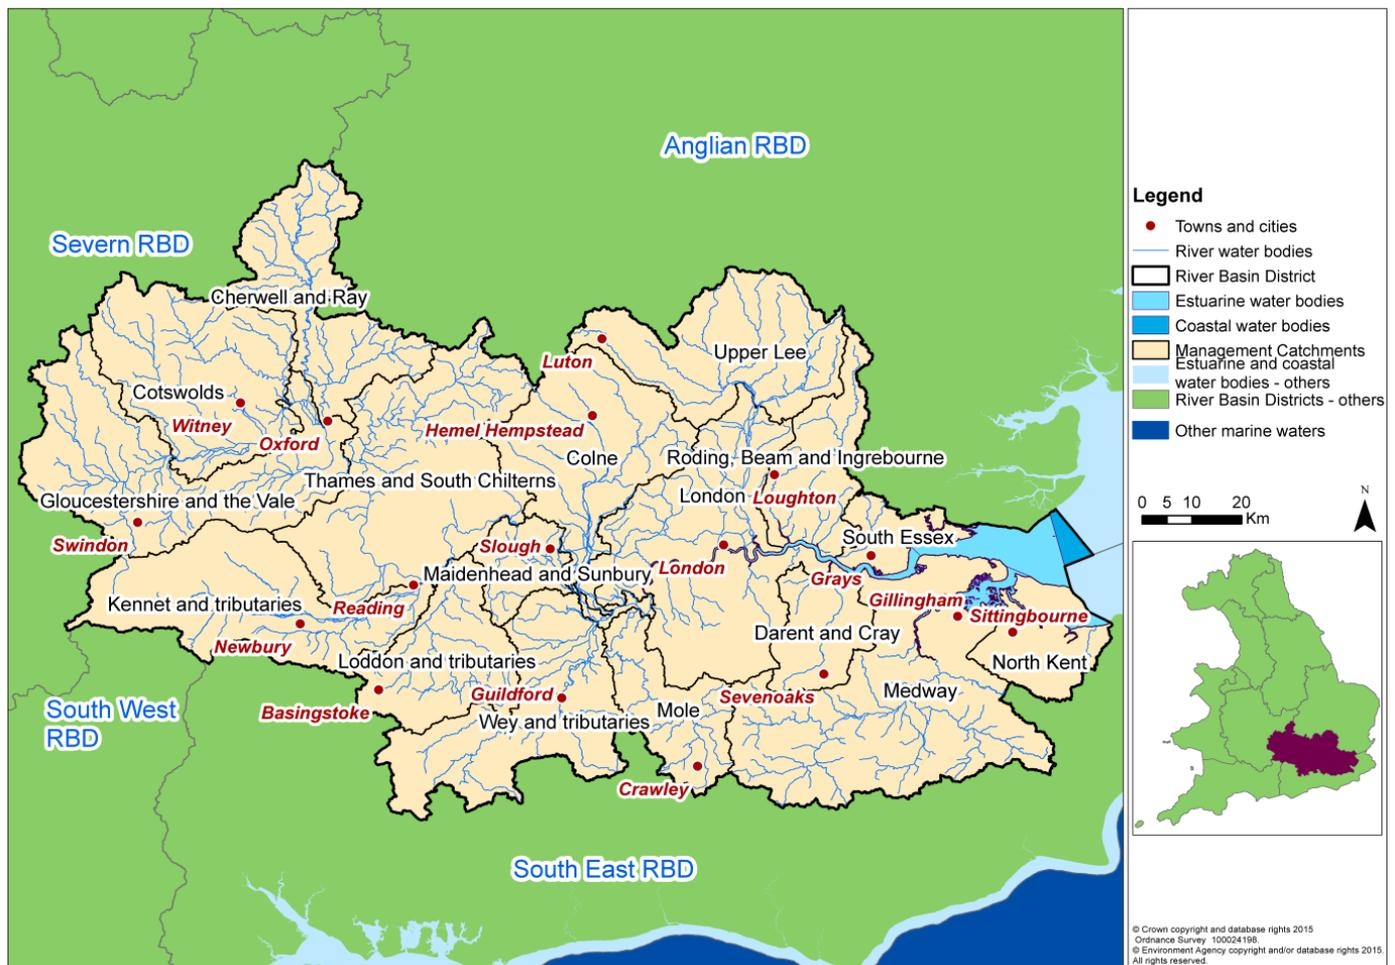 Anglian RBD
Severn RBD
Cherwell and Ray
Luton
Upper Lee
Cotswolds
Witney
Oxford
Hemel Hempstead
Colne
Roding, Beam and Ingrebourne
Thames and South Chilterns
London
Loughton
Gloucestershire and the Vale
Swindon
South Essex
Slough
London
Maidenhead and Sunbury
Grays
Kennet and tributaries
Reading
Gillingham
Sittingbourne
Newbury
Darent and Cray
Loddon and tributaries
North Kent
Guildford
Sevenoaks
Medway
South West
RBD
Basingstoke
Wey and tributaries
Mole
Crawley
South East RBD
Legend
Towns and cities
River water bodies
River Basin District
Estuarine water bodies
Coastal water bodies
Management Catchments
Estuarine and coastal
water bodies - others
River Basin Districts - others
Other marine waters
N
0 5 10 20
Km
© Crown copyright and database rights 2015
Ordnance Survey 100024198.
© Environment Agency copyright and/or database rights 2015.
All rights reserved.